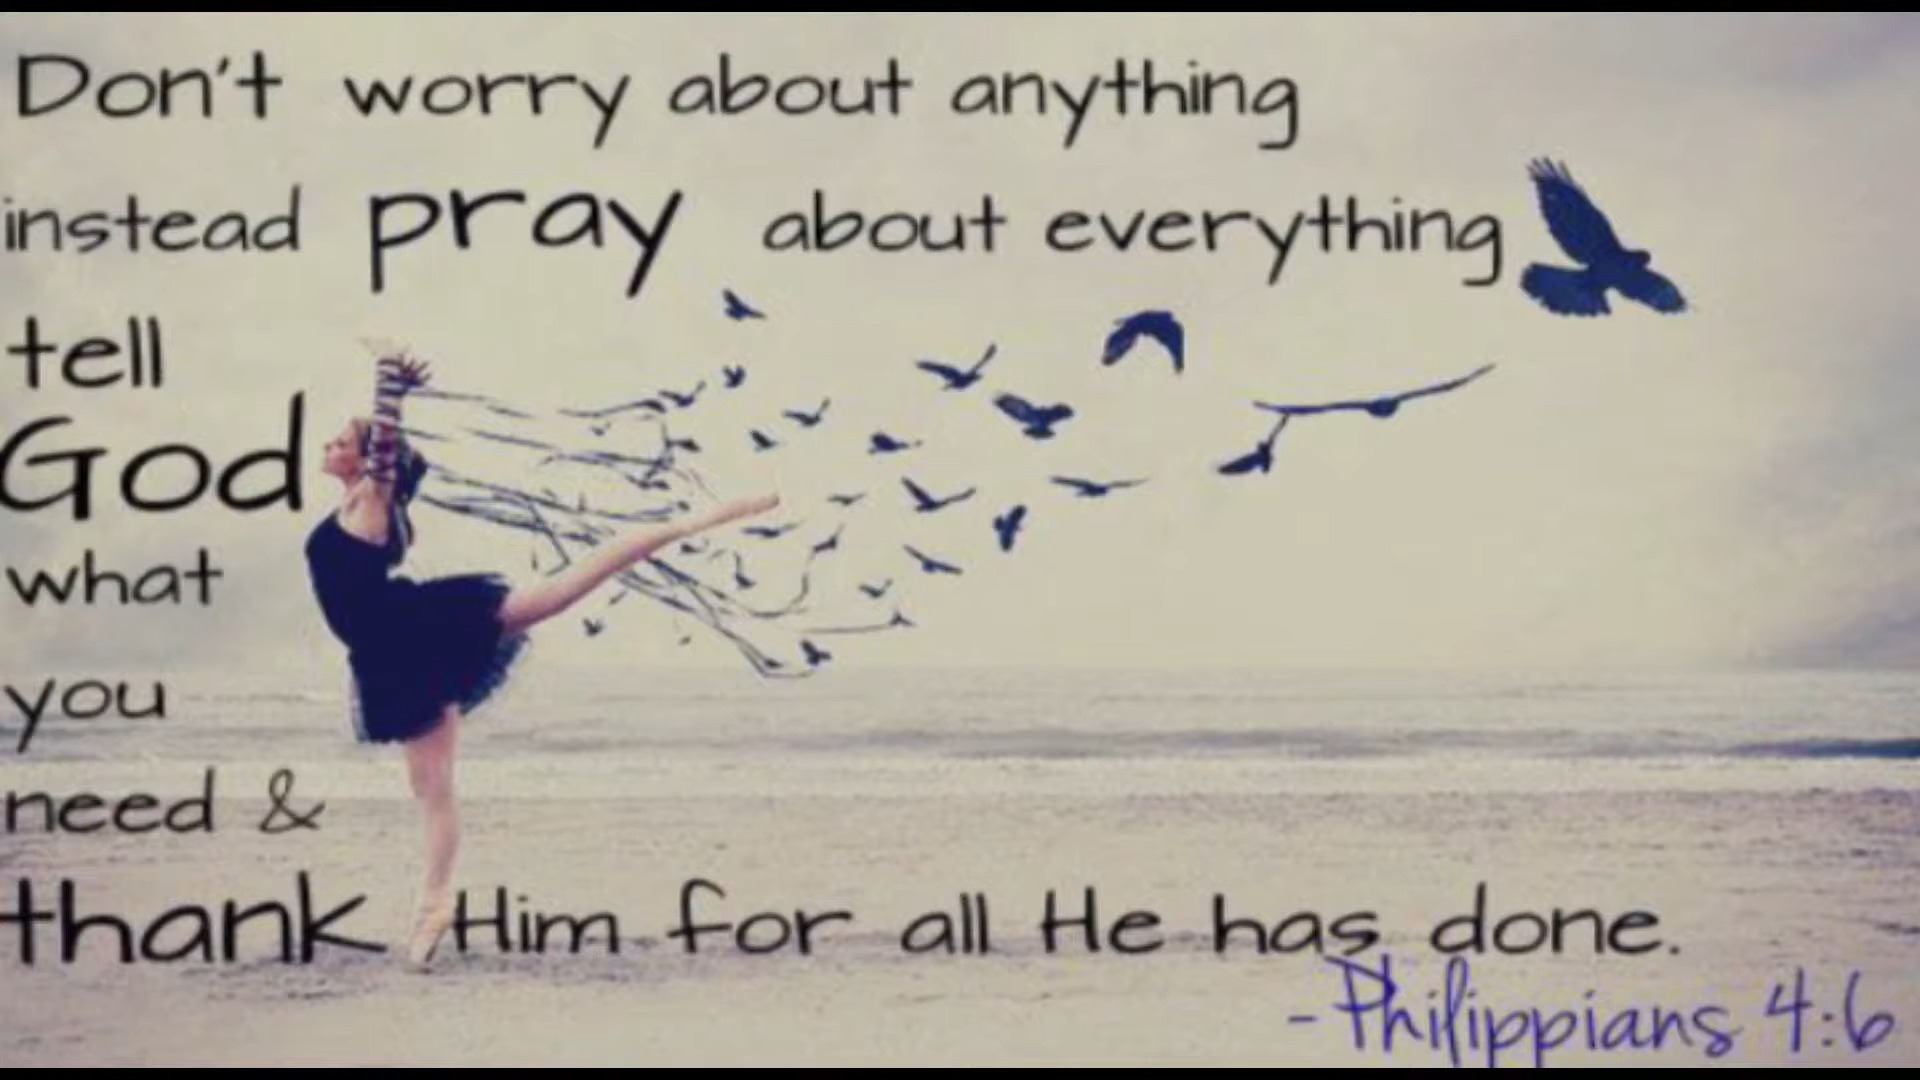 Don't worry about anything
instead pray about everything
tell
God
what
you
need &
thank Him for all He has done.
-Philippians 4:6